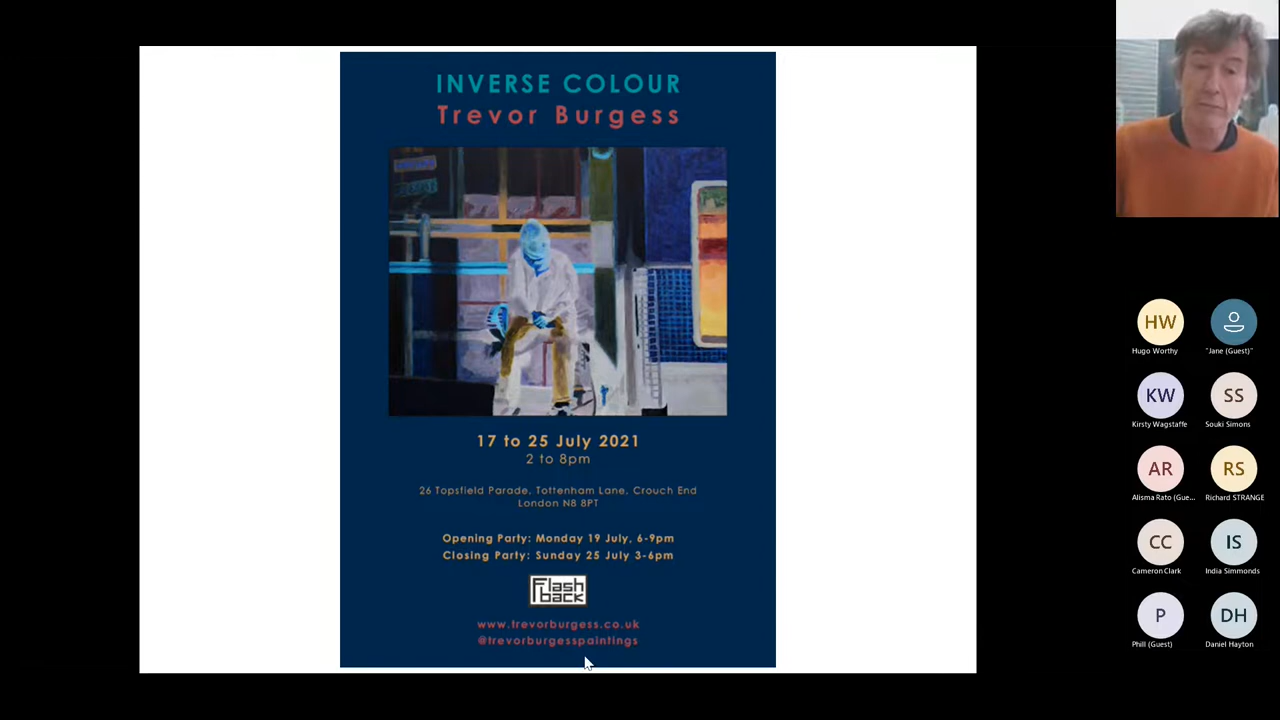 INVERSE COLOUR
Trevor Burgess
17 to 25 July 2021
2 to 8pm
26 Topsfield Parade, Tottenham Lane, Crouch End
London N8 8PT
Opening Party: Monday 19 July, 6-9pm
Closing Party: Sunday 25 July 3-6pm
Flash
back
www.trevorburgess.co.uk
@trevorburgesspaintings
HW
Hugo Worthy
"Jane (Guest)"
KW
SS
Kirsty Wagstaffe
Souki Simons
AR
RS
Alisma Rato (Gue...
Richard STRANGE
CC
IS
Cameron Clark
India Simmonds
P
DH
Phill (Guest)
Daniel Hayton